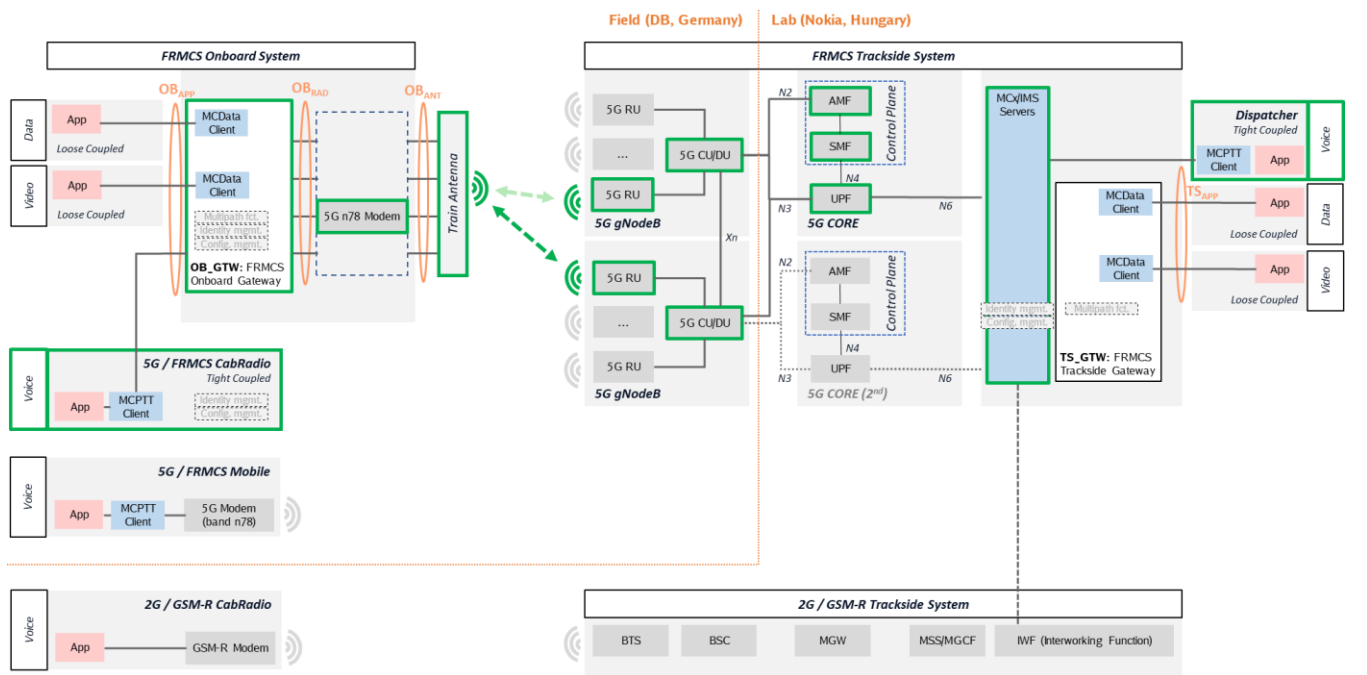 Field (DB, Germany)
Lab (Nokia, Hungary)
FRMCS Onboard System
FRMCS Trackside System
OB_APP
OB_RAD
OB_ANT
Data
App
Loose Coupled
MCData
Client
Video
App
Loose Coupled
MCData
Client
Multipath fct.
Identity mgmt.
Config. mgmt.
OB_GTW: FRMCS
Onboard Gateway
5G n78 Modem
Train Antenna
5G RU
...
5G RU
5G CU/DU
5G gNodeB
Xn
5G RU
...
5G RU
5G CU/DU
5G gNodeB
N2
AMF
SMF
Control Plane
N4
N3
UPF
N6
5G CORE
N2
AMF
SMF
Control Plane
N4
N3
UPF
N6
5G CORE (2nd)
MCx/IMS
Servers
Identity mgmt.
Config. mgmt.
Multipath fct.
MCData
Client
MCData
Client
TS_GTW: FRMCS
Trackside Gateway
TS_APP
Dispatcher
Tight Coupled
MCPTT
Client
App
Voice
App
Loose Coupled
Data
App
Loose Coupled
Video
Voice
5G / FRMCS CabRadio
Tight Coupled
App
MCPTT
Client
Identity mgmt.
Config. mgmt.
Voice
5G / FRMCS Mobile
App
MCPTT
Client
5G Modem
(band n78)
Voice
2G / GSM-R CabRadio
App
GSM-R Modem
2G / GSM-R Trackside System
BTS
BSC
MGW
MSS/MGCF
IWF (Interworking Function)